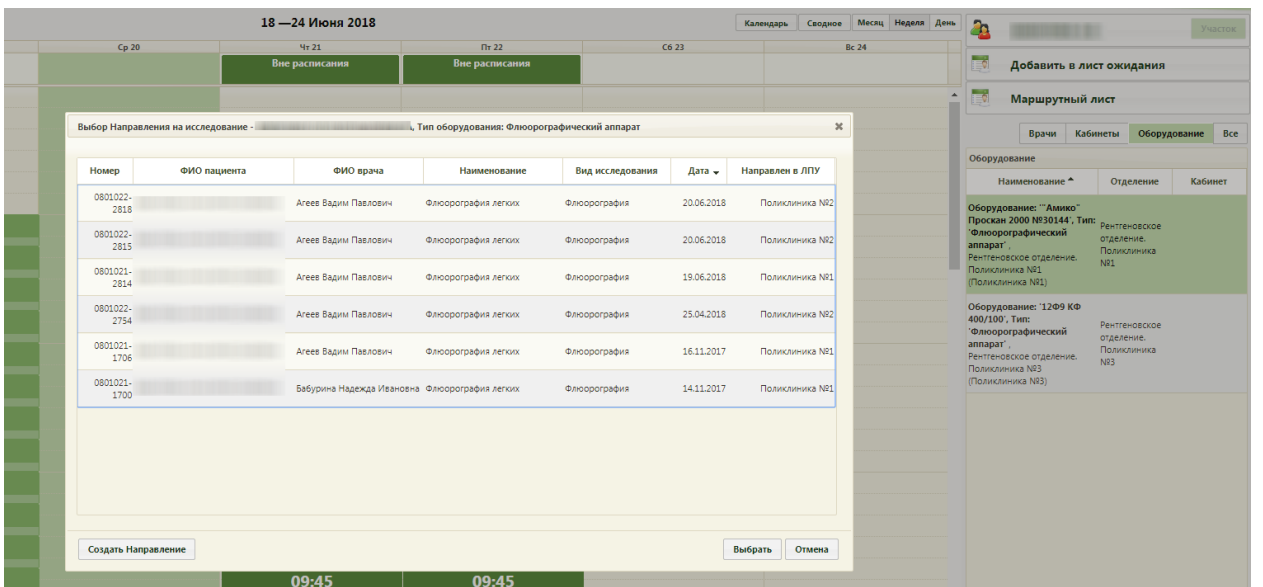 18 —24 Июня 2018
Календарь Сводное Месяц Неделя День
Участок
Ср 20 Чт 21 Пт 22 Сб 23 Вс 24
Вне расписания Вне расписания
Добавить в лист ожидания
Маршрутный лист
Врачи Кабинеты Оборудование Все
Оборудование
Наименование Отделение Кабинет
Оборудование: '"Амико"
Проскан 2000 №30144', Тип:
'Флюорографический
аппарат' ,
Рентгеновское отделение.
Поликлиника №1
(Поликлиника №1)
Рентгеновское
отделение.
Поликлиника
№1
Оборудование: '12Ф9 КФ
400/100', Тип:
'Флюорографический
аппарат' ,
Рентгеновское отделение.
Поликлиника №3
(Поликлиника №3)
Рентгеновское
отделение.
Поликлиника
№3
Выбор Направления на исследование - , Тип оборудования: Флюорографический аппарат
Номер ФИО пациента ФИО врача Наименование Вид исследования Дата Направлен в ЛПУ
0801022-
2818 Агеев Вадим Павлович Флюорография легких Флюорография 20.06.2018 Поликлиника №2
0801022-
2815 Агеев Вадим Павлович Флюорография легких Флюорография 20.06.2018 Поликлиника №2
0801021-
2814 Агеев Вадим Павлович Флюорография легких Флюорография 19.06.2018 Поликлиника №1
0801022-
2754 Агеев Вадим Павлович Флюорография легких Флюорография 25.04.2018 Поликлиника №2
0801021-
1706 Агеев Вадим Павлович Флюорография легких Флюорография 16.11.2017 Поликлиника №1
0801021-
1700 Бабурина Надежда Ивановна Флюорография легких Флюорография 14.11.2017 Поликлиника №1
Создать Направление Выбрать Отмена
09:45 09:45